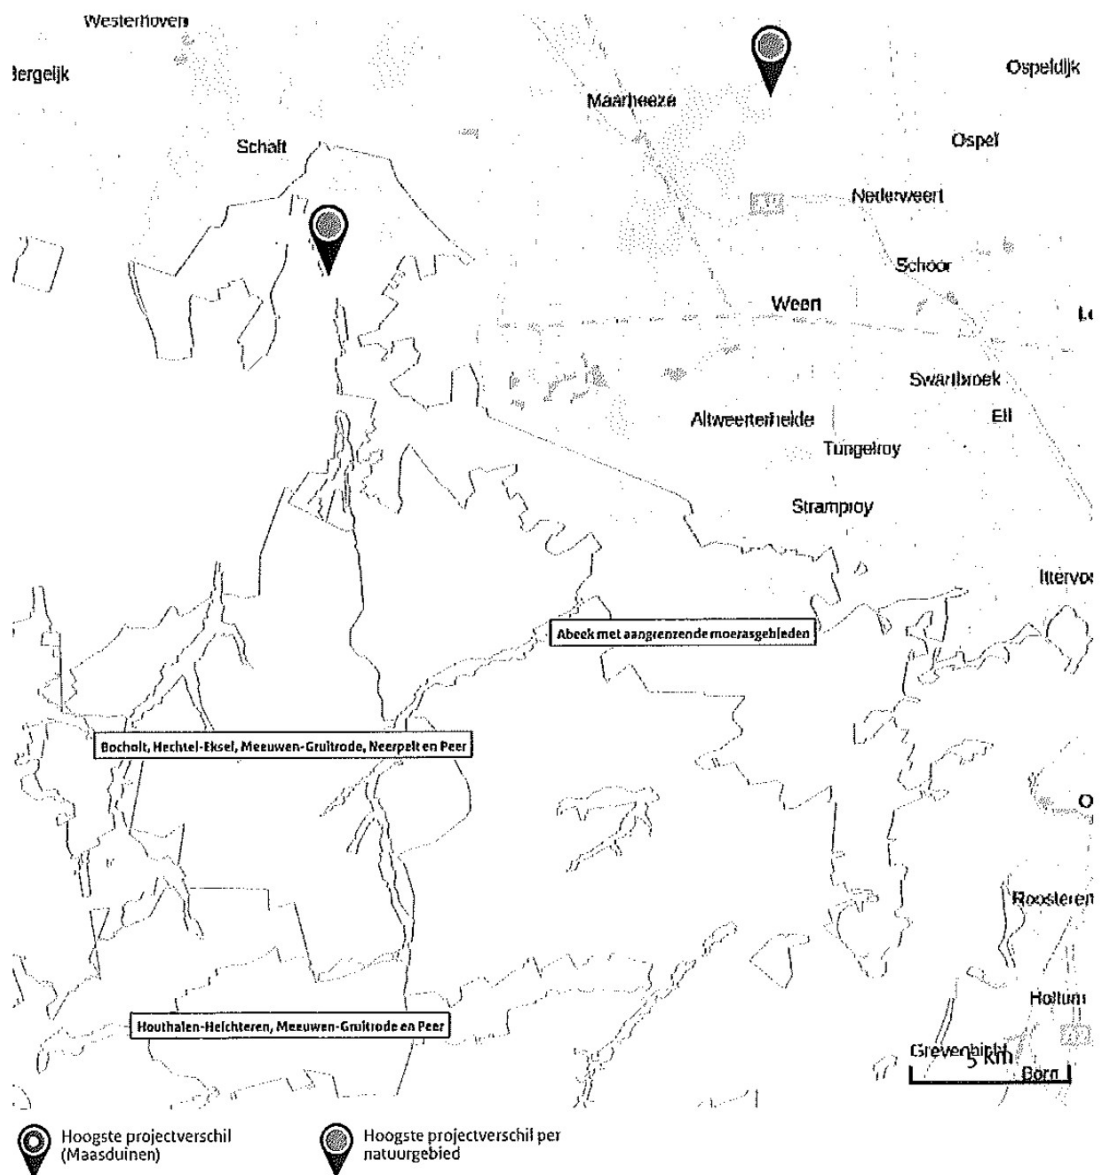 Westerhoven
Bergeijk
Ospeldijk
Maarheeze
Schaft
Ospel
Nederweert
Schoor
Weert
Swartbroek
Altweerterheide
Ell
Tungelroy
Stramproy
Abeek met aangrenzende moerasgebieden
Bocholt, Hechtel-Eksel, Meeuwen-Gruitrode, Neerpelt en Peer
Houthalen-Helchteren, Meeuwen-Gruitrode en Peer
Holtum
Grevenbicht
5 km
Born
Hoogste projectverschil
(Maasduinen)
Hoogste projectverschil per
natuurgebied